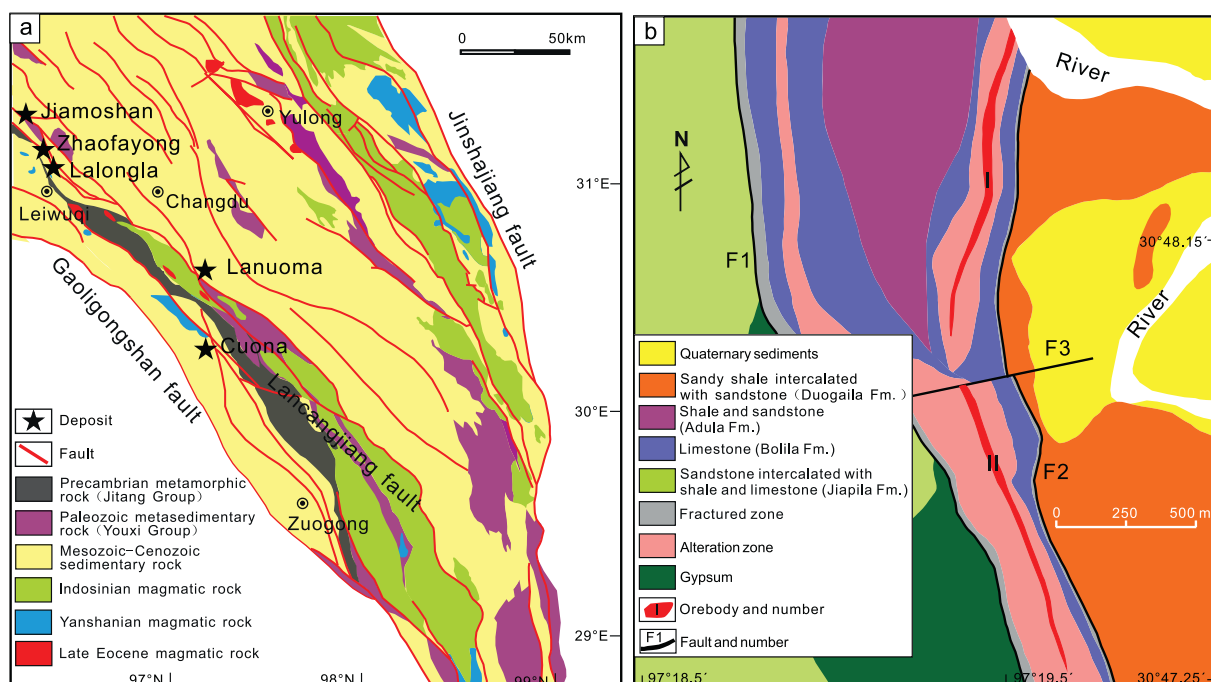 a
0 50km
Jiamoshan
Zhaofayong
Lalongla
Leiwuqi
Changdu
Yulong
Jinshajiang fault
31°N
Lanuoma
Gaoligongshan fault
Cuona
Lancangjiang fault
30°N
Zuogong
29°E
97°N
98°N
99°N
Deposit
Fault
Precambrian metamorphic
rock（Jitang Group）
Paleozoic metasedimentary
rock（Youxi Group）
Mesozoic-Cenozoic
sedimentary rock
Indosinian magmatic rock
Yanshanian magmatic rock
Late Eocene magmatic rock
b
River
N
I
F1
30°48.15′
River
F3
II
F2
0 250 500 m
Quaternary sediments
Sandy shale intercalated
with sandstone（Duogaila Fm.）
Shale and sandstone
(Adula Fm.)
Limestone (Bolila Fm.)
Sandstone intercalated with
shale and limestone (Jiapila Fm.)
Fractured zone
Alteration zone
Gypsum
I Orebody and number
F1 Fault and number
97°18.5′
97°19.5′
30°47.25′